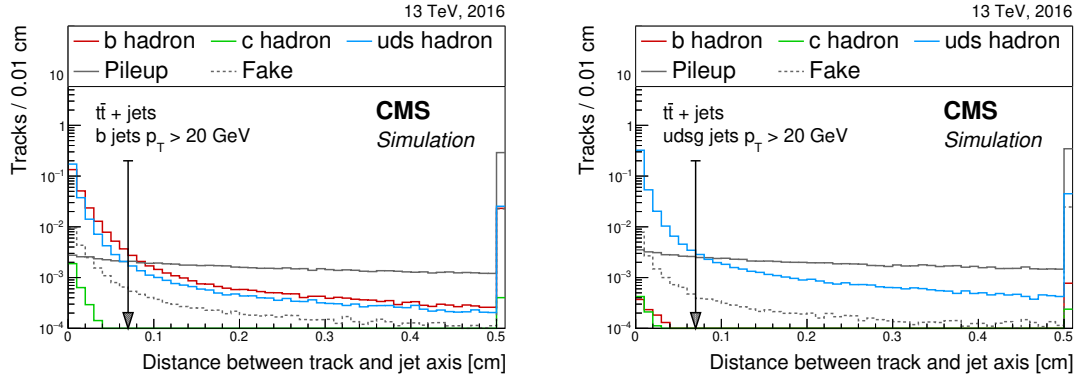 13 TeV, 2016
b hadron c hadron uds hadron
Pileup Fake
tt̄ + jets
b jets p_T > 20 GeV
CMS
Simulation
Tracks / 0.01 cm
10
1
10⁻¹
10⁻²
10⁻³
10⁻⁴
0 0.1 0.2 0.3 0.4 0.5
Distance between track and jet axis [cm]
13 TeV, 2016
b hadron c hadron uds hadron
Pileup Fake
tt̄ + jets
udsg jets p_T > 20 GeV
CMS
Simulation
Tracks / 0.01 cm
10
1
10⁻¹
10⁻²
10⁻³
10⁻⁴
0 0.1 0.2 0.3 0.4 0.5
Distance between track and jet axis [cm]